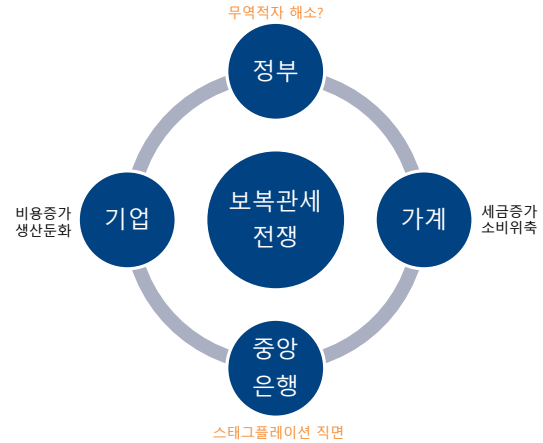 무역적자 해소?
정부
비용증가
생산둔화
기업
보복관세
전쟁
가계
세금증가
소비위축
중앙
은행
스태그플레이션 직면